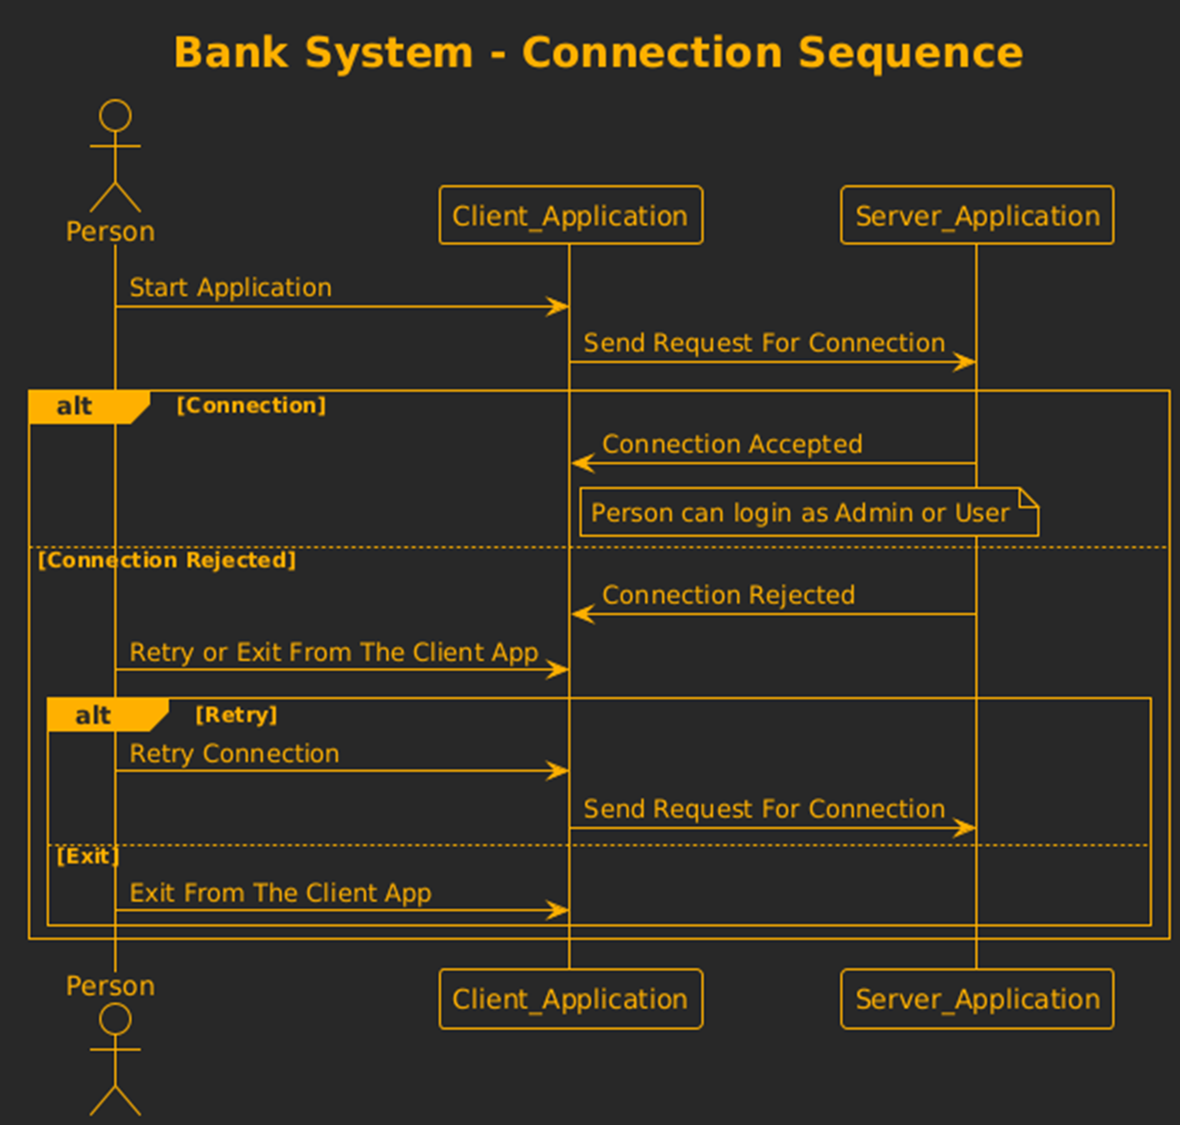 Bank System - Connection Sequence
Person
Client_Application
Server_Application
Start Application
Send Request For Connection
alt [Connection]
Connection Accepted
Person can login as Admin or User
[Connection Rejected]
Connection Rejected
Retry or Exit From The Client App
alt [Retry]
Retry Connection
Send Request For Connection
[Exit]
Exit From The Client App
Person
Client_Application
Server_Application